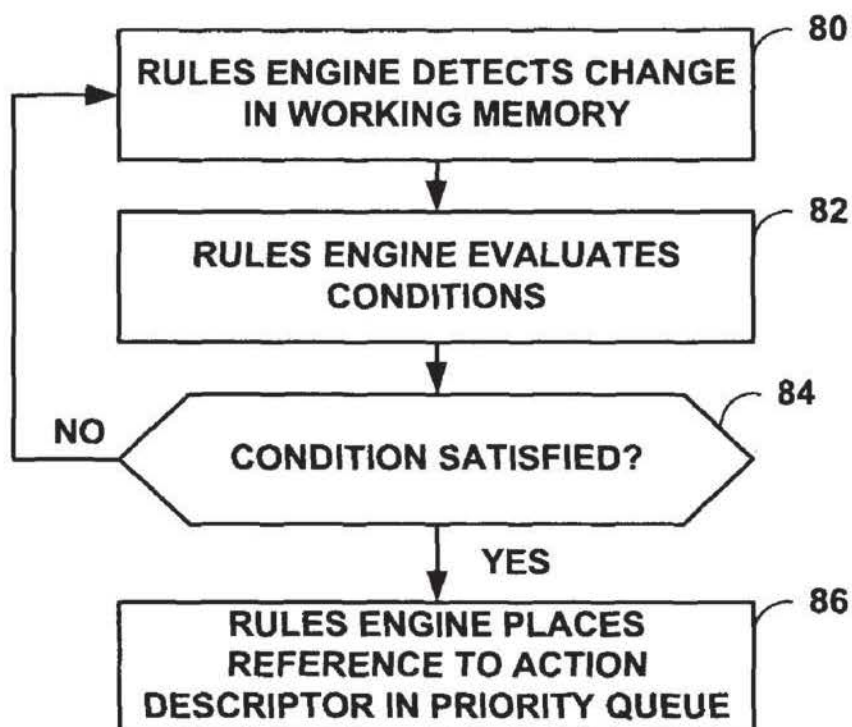 80
RULES ENGINE DETECTS CHANGE
IN WORKING MEMORY
82
RULES ENGINE EVALUATES
CONDITIONS
84
NO
CONDITION SATISFIED?
YES
86
RULES ENGINE PLACES
REFERENCE TO ACTION
DESCRIPTOR IN PRIORITY QUEUE